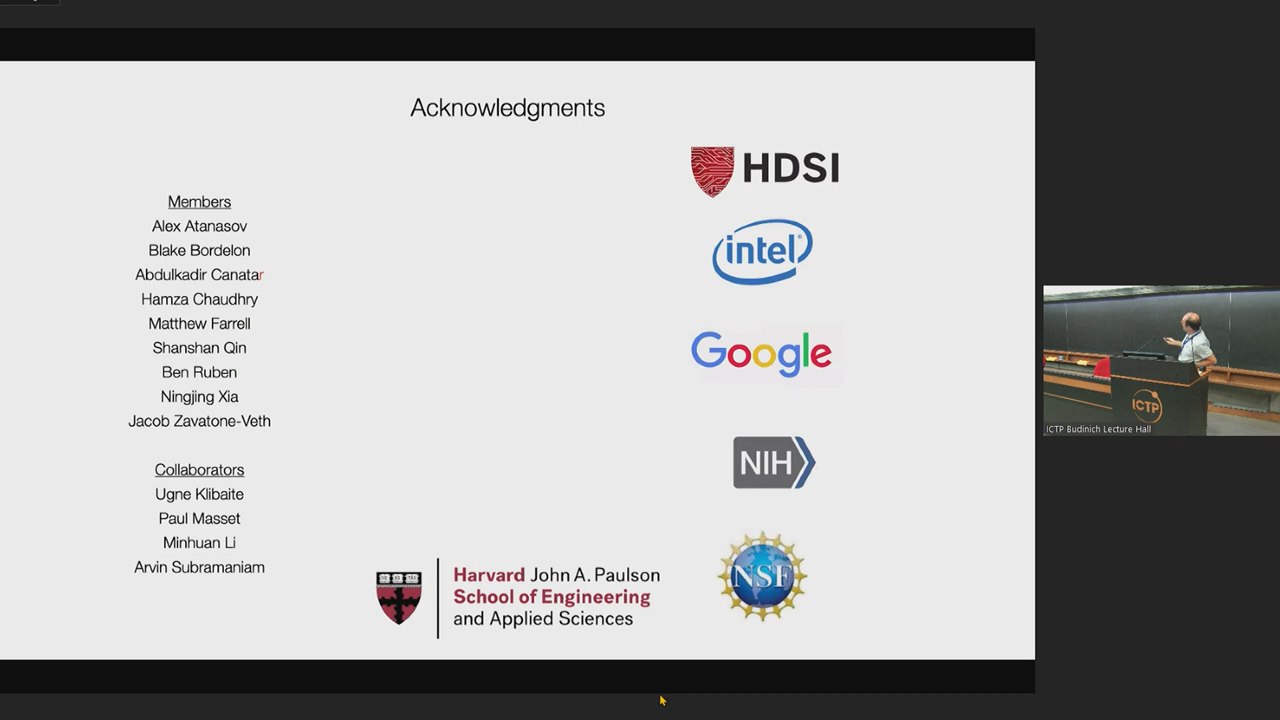 Acknowledgments
Members
Alex Atanasov
Blake Bordelon
Abdulkadir Canatar
Hamza Chaudhry
Matthew Farrell
Shanshan Qin
Ben Ruben
Ningjing Xia
Jacob Zavatone-Veth
Collaborators
Ugne Klibaite
Paul Masset
Minhuan Li
Arvin Subramaniam
Harvard John A. Paulson
School of Engineering
and Applied Sciences
HDSI
intel®
Google
NIH
NSF
ICTP
ICTP Budinich Lecture Hall